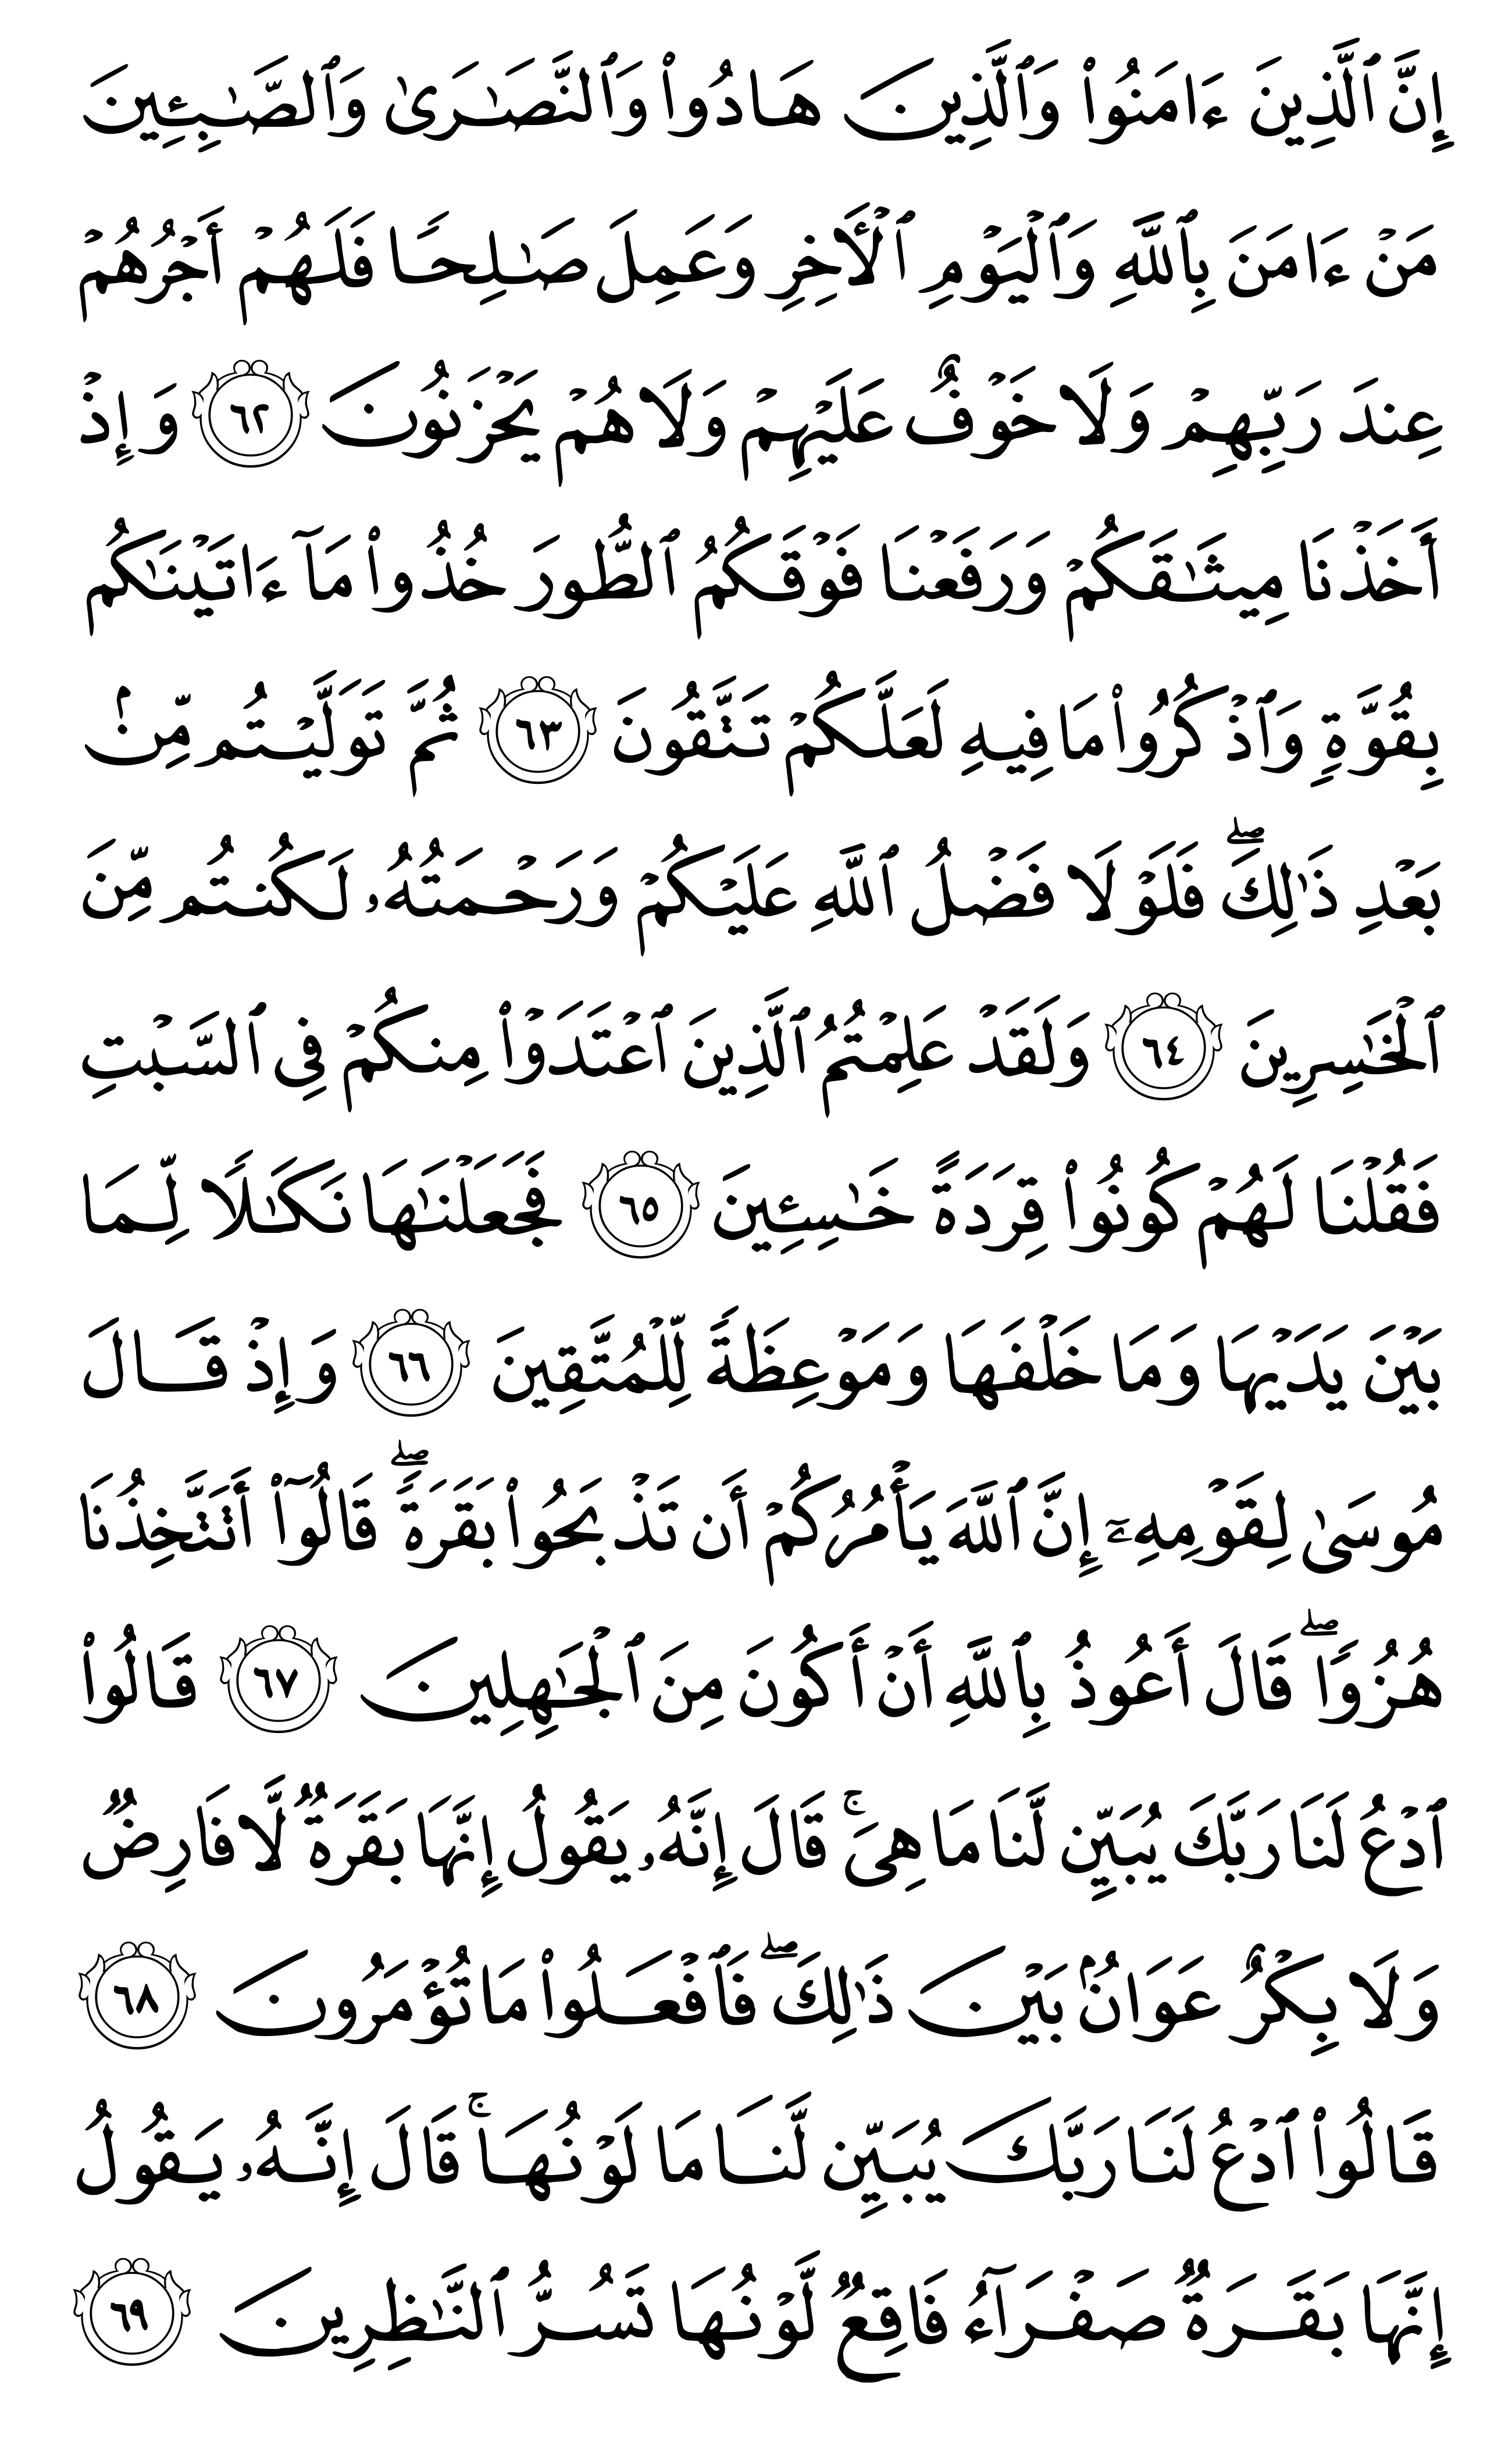 إِنَّ ٱلَّذِينَ ءَامَنُوا۟ وَٱلَّذِينَ هَادُوا۟ وَٱلنَّصَـٰرَىٰ وَٱلصَّـٰبِـِٔينَ
مَنْ ءَامَنَ بِٱللَّهِ وَٱلْيَوْمِ ٱلْأَخِرِ وَعَمِلَ صَـٰلِحًا فَلَهُمْ أَجْرُهُمْ
عِندَ رَبِّهِمْ وَلَا خَوْفٌ عَلَيْهِمْ وَلَا هُمْ يَحْزَنُونَ ٦٢ وَإِذْ
أَخَذْنَا مِيثَـٰقَكُمْ وَرَفَعْنَا فَوْقَكُمُ ٱلطُّورَ خُذُوا۟ مَآ ءَاتَيْنَـٰكُم
بِقُوَّةٍ وَٱذْكُرُوا۟ مَا فِيهِ لَعَلَّكُمْ تَتَّقُونَ ٦٣ ثُمَّ تَوَلَّيْتُم مِّنۢ
بَعْدِ ذَٰلِكَ ۖ فَلَوْلَا فَضْلُ ٱللَّهِ عَلَيْكُمْ وَرَحْمَتُهُۥ لَكُنتُم مِّنَ
ٱلْخَـٰسِرِينَ ٦٤ وَلَقَدْ عَلِمْتُمُ ٱلَّذِينَ ٱعْتَدَوْا۟ مِنكُمْ فِى ٱلسَّبْتِ
فَقُلْنَا لَهُمْ كُونُوا۟ قِرَدَةً خَـٰسِـِٔينَ ٦٥ فَجَعَلْنَـٰهَا نَكَـٰلًا لِّمَا
بَيْنَ يَدَيْهَا وَمَا خَلْفَهَا وَمَوْعِظَةً لِّلْمُتَّقِينَ ٦٦ وَإِذْ قَالَ
مُوسَىٰ لِقَوْمِهِۦٓ إِنَّ ٱللَّهَ يَأْمُرُكُمْ أَن تَذْبَحُوا۟ بَقَرَةً ۖ قَالُوٓا۟ أَتَتَّخِذُنَا
هُزُوًا ۖ قَالَ أَعُوذُ بِٱللَّهِ أَنْ أَكُونَ مِنَ ٱلْجَـٰهِلِينَ ٦٧ قَالُوا۟
ٱدْعُ لَنَا رَبَّكَ يُبَيِّن لَّنَا مَا هِىَ ۚ قَالَ إِنَّهُۥ يَقُولُ إِنَّهَا بَقَرَةٌ لَّا فَارِضٌ
وَلَا بِكْرٌ عَوَانٌۢ بَيْنَ ذَٰلِكَ ۖ فَٱفْعَلُوا۟ مَا تُؤْمَرُونَ ٦٨
قَالُوا۟ ٱدْعُ لَنَا رَبَّكَ يُبَيِّن لَّنَا مَا لَوْنُهَا ۚ قَالَ إِنَّهُۥ يَقُولُ
إِنَّهَا بَقَرَةٌ صَفْرَآءُ فَاقِعٌ لَّوْنُهَا تَسُرُّ ٱلنَّـٰظِرِينَ ٦٩